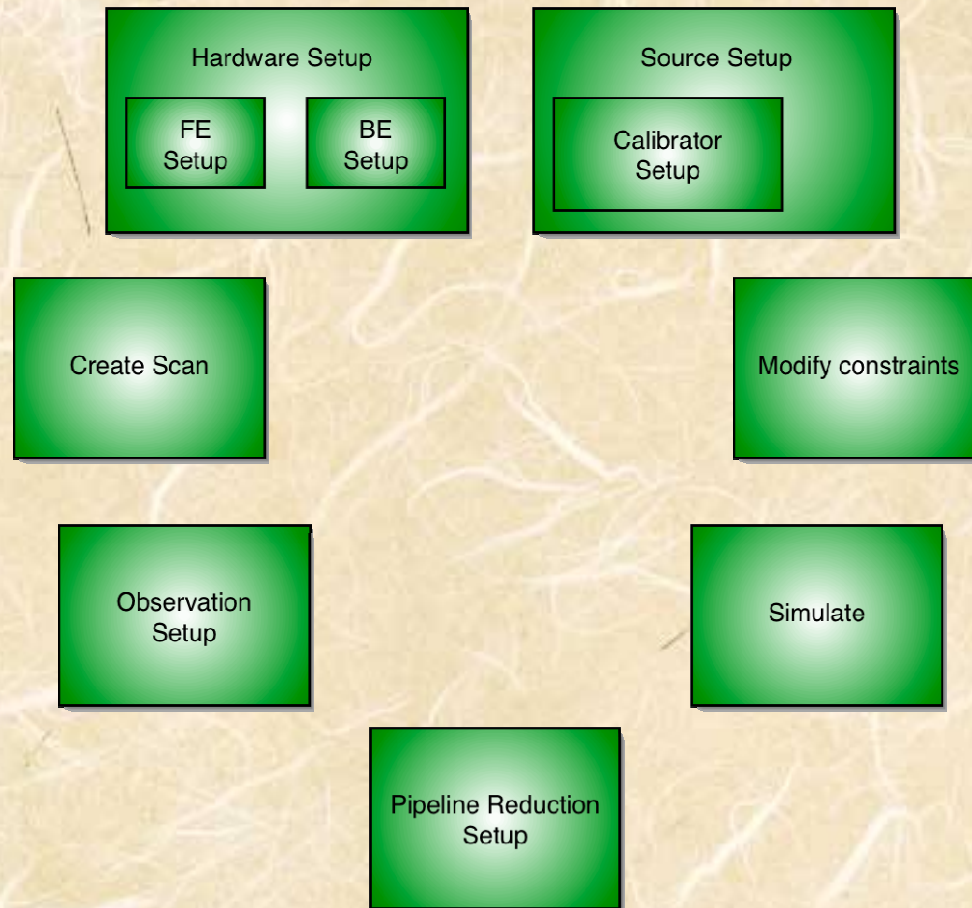 Hardware Setup
FE
Setup
BE
Setup
Source Setup
Calibrator
Setup
Create Scan
Modify constraints
Observation
Setup
Simulate
Pipeline Reduction
Setup